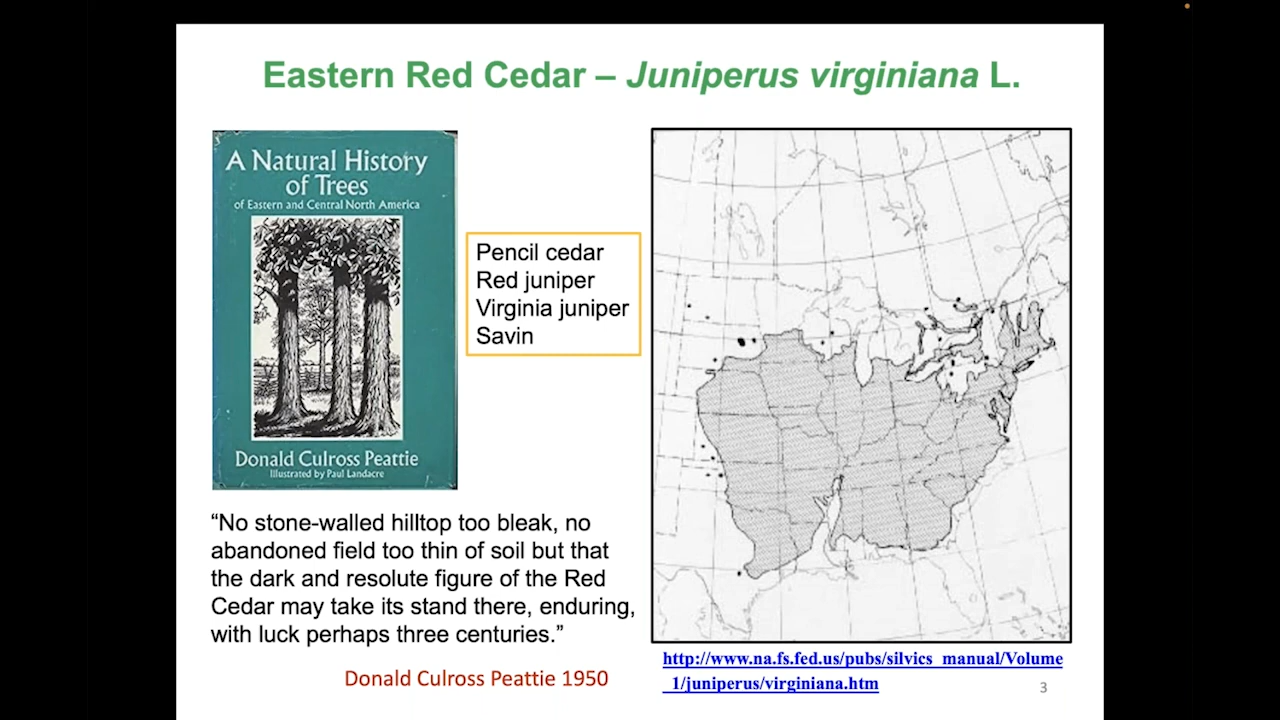 Eastern Red Cedar – Juniperus virginiana L.
A Natural History
of Trees
of Eastern and Central North America
Donald Culross Peattie
Illustrated by Paul Landacre
Pencil cedar
Red juniper
Virginia juniper
Savin
“No stone-walled hilltop too bleak, no
abandoned field too thin of soil but that
the dark and resolute figure of the Red
Cedar may take its stand there, enduring,
with luck perhaps three centuries.”
Donald Culross Peattie 1950
http://www.na.fs.fed.us/pubs/silvics_manual/Volume
_1/juniperus/virginiana.htm
3